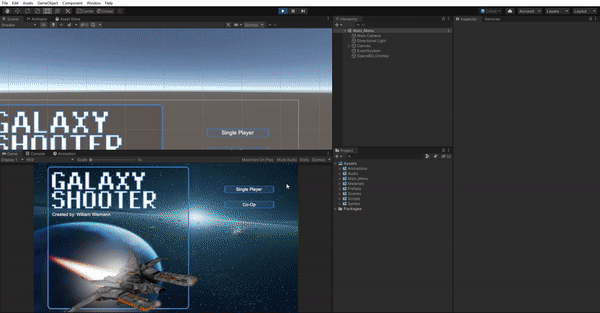 File Edit Assets GameObject Component Window Help
Collab Account Layers Layout
Scene Animator Asset Store
Shaded 2D Gizmos
GALAXY
SHOOTER
Single Player
Game Console Animation
Display 1 16:9 Scale 1x Maximize On Play Mute Audio Stats Gizmos
GALAXY
SHOOTER
Created by: William Wiemann
Single Player
Co-Op
Hierarchy
Main_Menu
Main Camera
Directional Light
Canvas
EventSystem
SpaceBG_Overlay
Project
Assets
Animations
Audio
Main_Menu
Materials
Prefabs
Scenes
Scripts
Sprites
Packages
Inspector Services